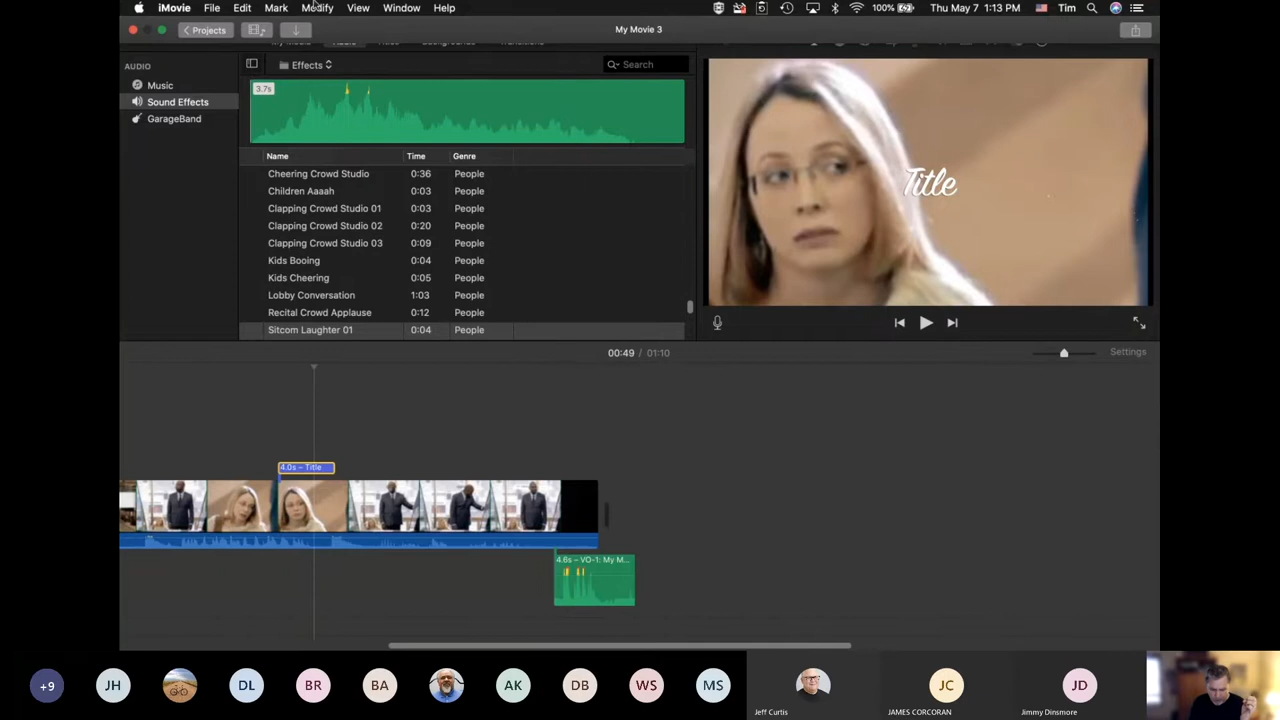 iMovie File Edit Mark Modify View Window Help 100% Thu May 7 1:13 PM Tim
Projects My Movie 3
AUDIO
Music
Sound Effects
GarageBand
Effects Search
3.7s
Name Time Genre
Cheering Crowd Studio 0:36 People
Children Aaaah 0:03 People
Clapping Crowd Studio 01 0:03 People
Clapping Crowd Studio 02 0:20 People
Clapping Crowd Studio 03 0:09 People
Kids Booing 0:04 People
Kids Cheering 0:05 People
Lobby Conversation 1:03 People
Recital Crowd Applause 0:12 People
Sitcom Laughter 01 0:04 People
Title
00:49 / 01:10 Settings
4.0s – Title
4.6s – VO-1: My M...
+9 JH DL BR BA AK DB WS MS JC JD
Jeff Curtis JAMES CORCORAN Jimmy Dinsmore